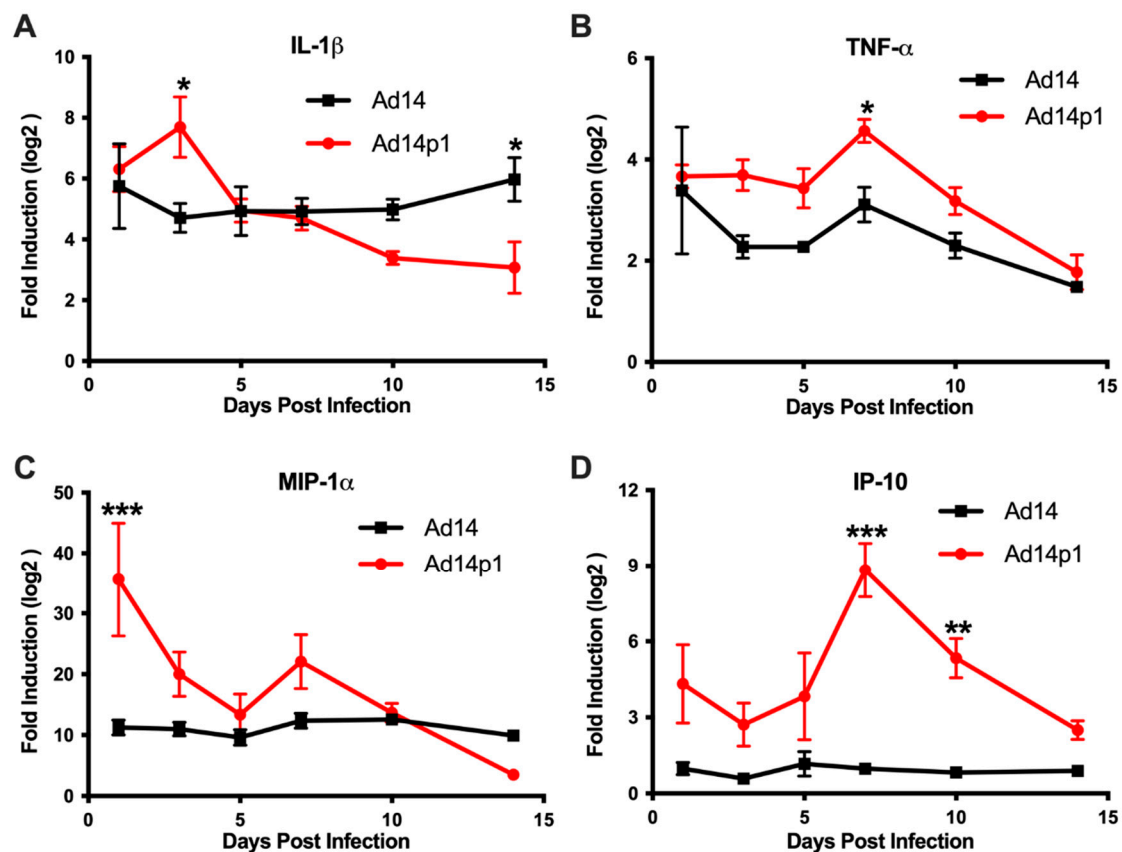 A
IL-1β
10
8
6
4
2
0
Fold Induction (log2)
*
*
Ad14
Ad14p1
0
5
10
15
Days Post Infection
B
TNF-α
6
4
2
0
Fold Induction (log2)
*
Ad14
Ad14p1
0
5
10
15
Days Post Infection
C
MIP-1α
50
40
30
20
10
0
Fold Induction (log2 )
***
Ad14
Ad14p1
0
5
10
15
Days Post Infection
D
IP-10
12
9
6
3
0
Fold Induction (log2 )
***
**
Ad14
Ad14p1
0
5
10
15
Days Post Infection